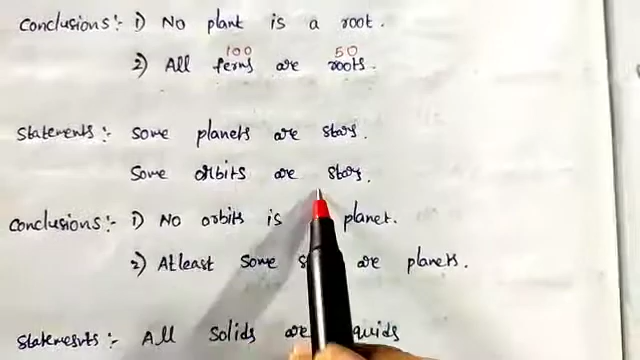 Conclusions :- 1) No plant is a root.
100 50
2) All ferns are roots.
Statements :- Some planets are stars.
Some orbits are stars.
Conclusions :- 1) No orbits is planet.
2) Atleast some are planets.
Statements :- All solids are